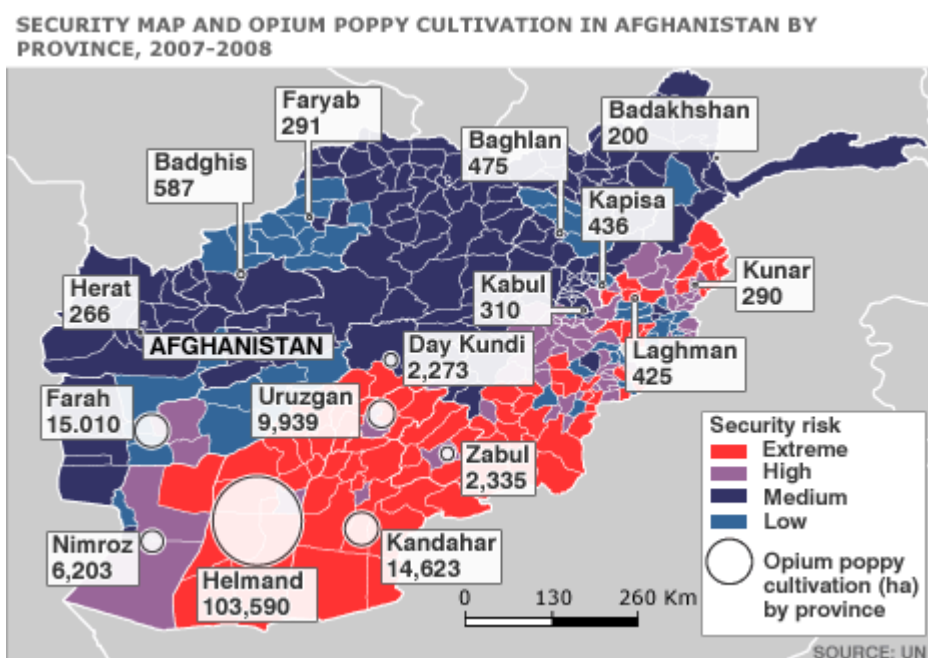 SECURITY MAP AND OPIUM POPPY CULTIVATION IN AFGHANISTAN BY
PROVINCE, 2007-2008
Faryab
291
Badakhshan
200
Baghlan
475
Badghis
587
Kapisa
436
Herat
266
Kabul
310
Kunar
290
AFGHANISTAN
Day Kundi
2,273
Laghman
425
Farah
15.010
Uruzgan
9,939
Zabul
2,335
Nimroz
6,203
Helmand
103,590
Kandahar
14,623
0 130 260 Km
Security risk
Extreme
High
Medium
Low
Opium poppy
cultivation (ha)
by province
SOURCE: UN